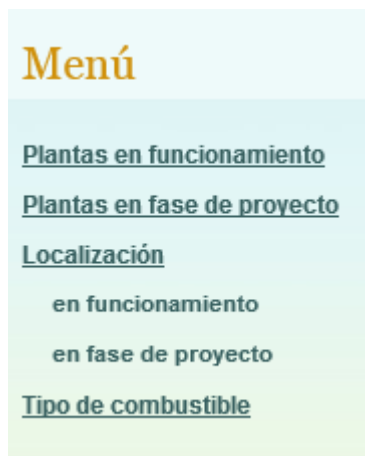 Menú
Plantas en funcionamiento
Plantas en fase de proyecto
Localización
en funcionamiento
en fase de proyecto
Tipo de combustible